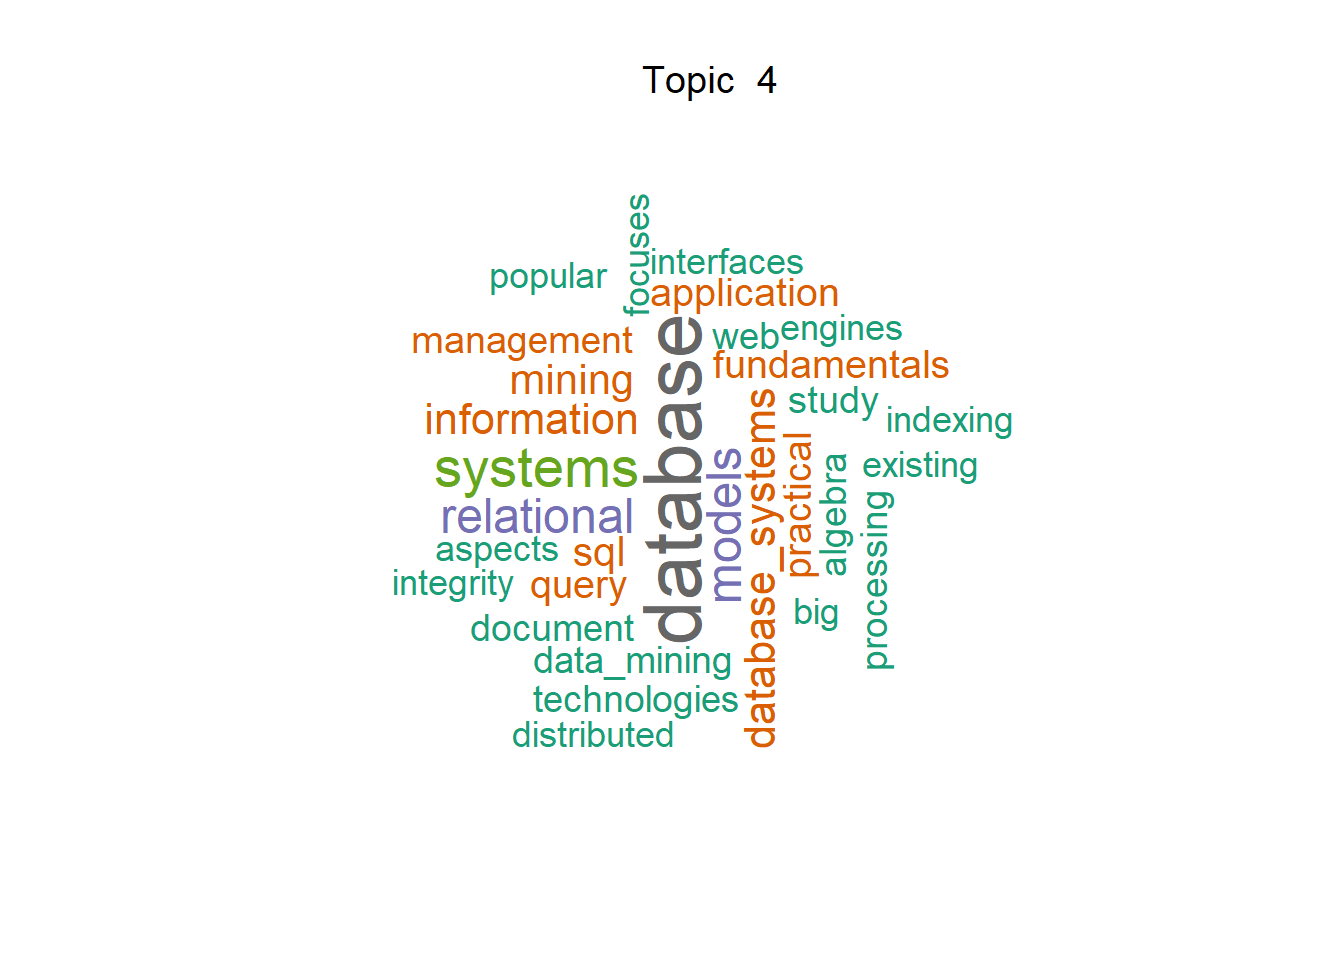 Topic 4
focuses
interfaces
popular
application
management
web
engines
fundamentals
mining
database
study
information
indexing
systems
models
database_systems
practical
algebra
existing
relational
processing
aspects
sql
integrity
query
big
document
data_mining
technologies
distributed